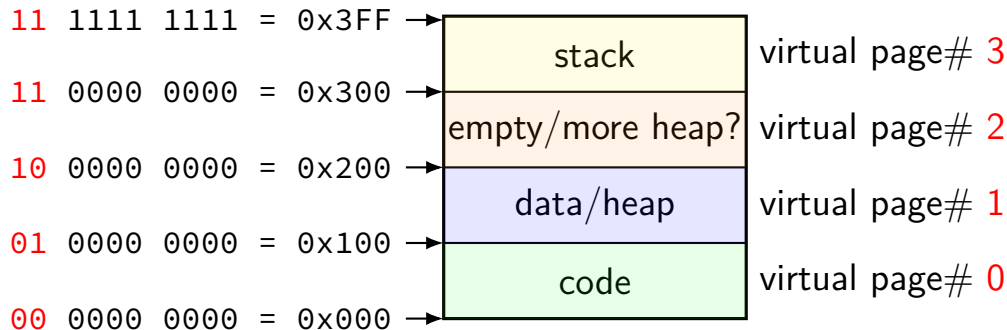 11 1111 1111 = 0x3FF
stack
virtual page# 3
11 0000 0000 = 0x300
empty/more heap?
virtual page# 2
10 0000 0000 = 0x200
data/heap
virtual page# 1
01 0000 0000 = 0x100
code
virtual page# 0
00 0000 0000 = 0x000